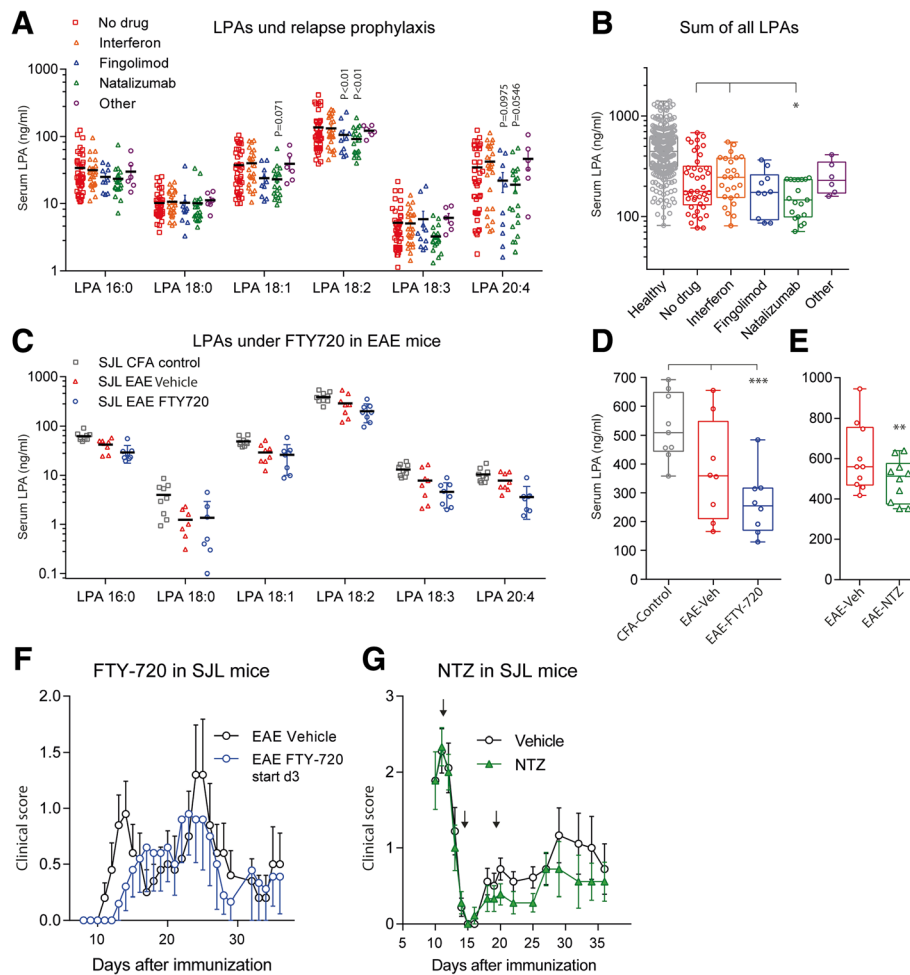 A
LPAs und relapse prophylaxis
No drug
Interferon
Fingolimod
Natalizumab
Other
Serum LPA (ng/ml)
1000
100
10
1
P=0.071
P<0.01
P<0.01
P=0.0975
P=0.0546
LPA 16:0
LPA 18:0
LPA 18:1
LPA 18:2
LPA 18:3
LPA 20:4
B
Sum of all LPAs
Serum LPA (ng/ml)
1000
100
*
Healthy
No drug
Interferon
Fingolimod
Natalizumab
Other
C
LPAs under FTY720 in EAE mice
SJL CFA control
SJL EAE Vehicle
SJL EAE FTY720
Serum LPA (ng/ml)
1000
100
10
1
0.1
LPA 16:0
LPA 18:0
LPA 18:1
LPA 18:2
LPA 18:3
LPA 20:4
D
Serum LPA (ng/ml)
700
600
500
400
300
200
100
0
***
CFA-Control
EAE-Veh
EAE-FTY-720
E
1000
800
600
400
200
0
**
EAE-Veh
EAE-NTZ
F
FTY-720 in SJL mice
Clinical score
2.0
1.5
1.0
0.5
0.0
EAE Vehicle
EAE FTY-720
start d3
10
20
30
Days after immunization
G
NTZ in SJL mice
Clinical score
3
2
1
0
Vehicle
NTZ
5
10
15
20
25
30
35
Days after immunization